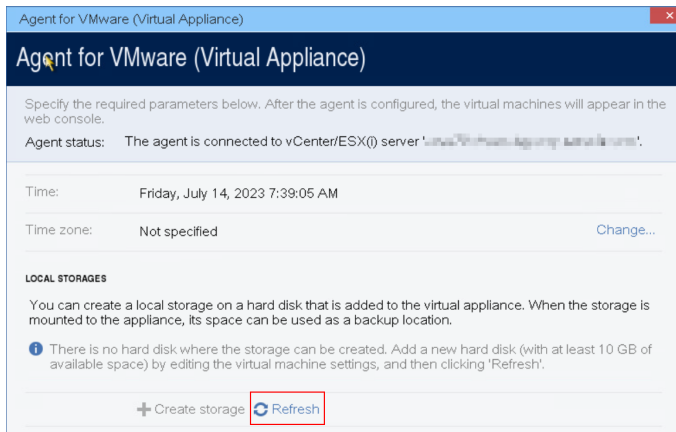 Agent for VMware (Virtual Appliance)
Agent for VMware (Virtual Appliance)
Specify the required parameters below. After the agent is configured, the virtual machines will appear in the
web console.
Agent status: The agent is connected to vCenter/ESX(i) server ' '.
Time: Friday, July 14, 2023 7:39:05 AM
Time zone: Not specified Change...
LOCAL STORAGES
You can create a local storage on a hard disk that is added to the virtual appliance. When the storage is
mounted to the appliance, its space can be used as a backup location.
There is no hard disk where the storage can be created. Add a new hard disk (with at least 10 GB of
available space) by editing the virtual machine settings, and then clicking 'Refresh'.
Create storage Refresh